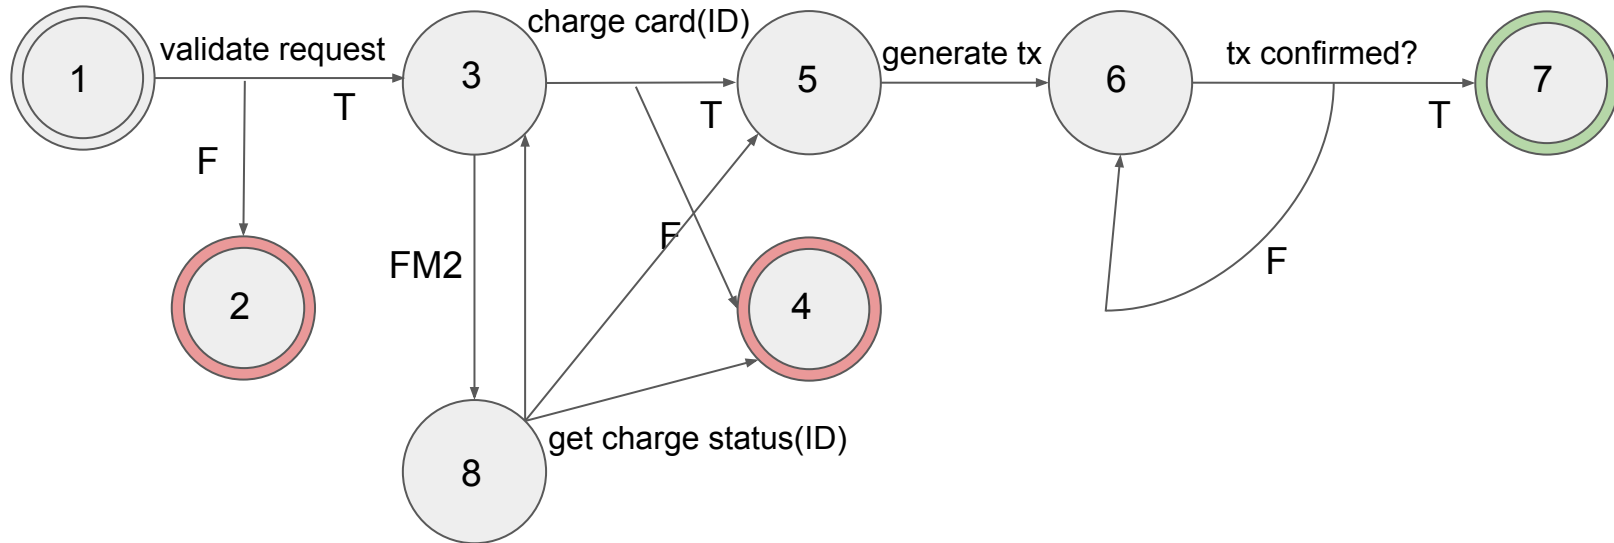 charge card(ID)
validate request
generate tx
tx confirmed?
1
3
5
6
7
T
T
T
F
F
FM2
F
2
4
get charge status(ID)
8